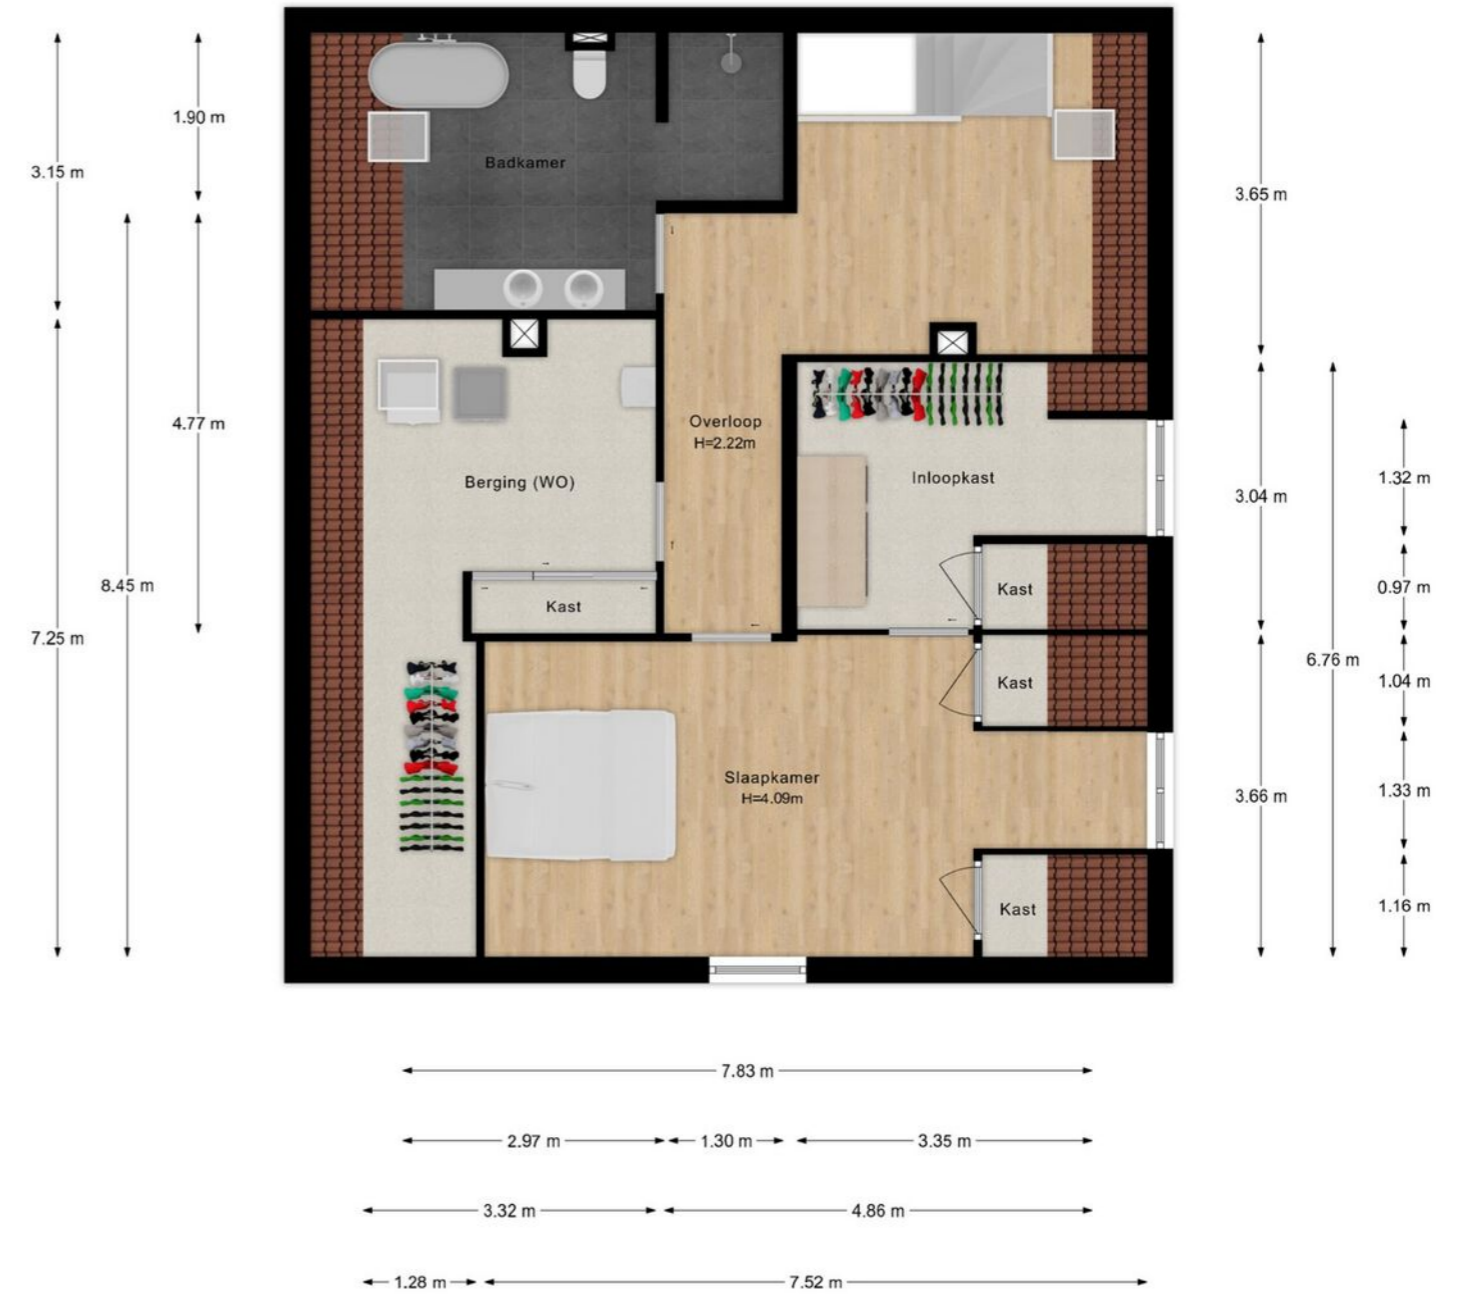 1.90 m
3.15 m
Badkamer
3.65 m
4.77 m
Overloop
H=2.22m
Inloopkast
1.32 m
Berging (WO)
3.04 m
8.45 m
Kast
0.97 m
Kast
7.25 m
6.76 m
Kast
1.04 m
Slaapkamer
H=4.09m
3.66 m
1.33 m
Kast
1.16 m
7.83 m
2.97 m
1.30 m
3.35 m
3.32 m
4.86 m
1.28 m
7.52 m